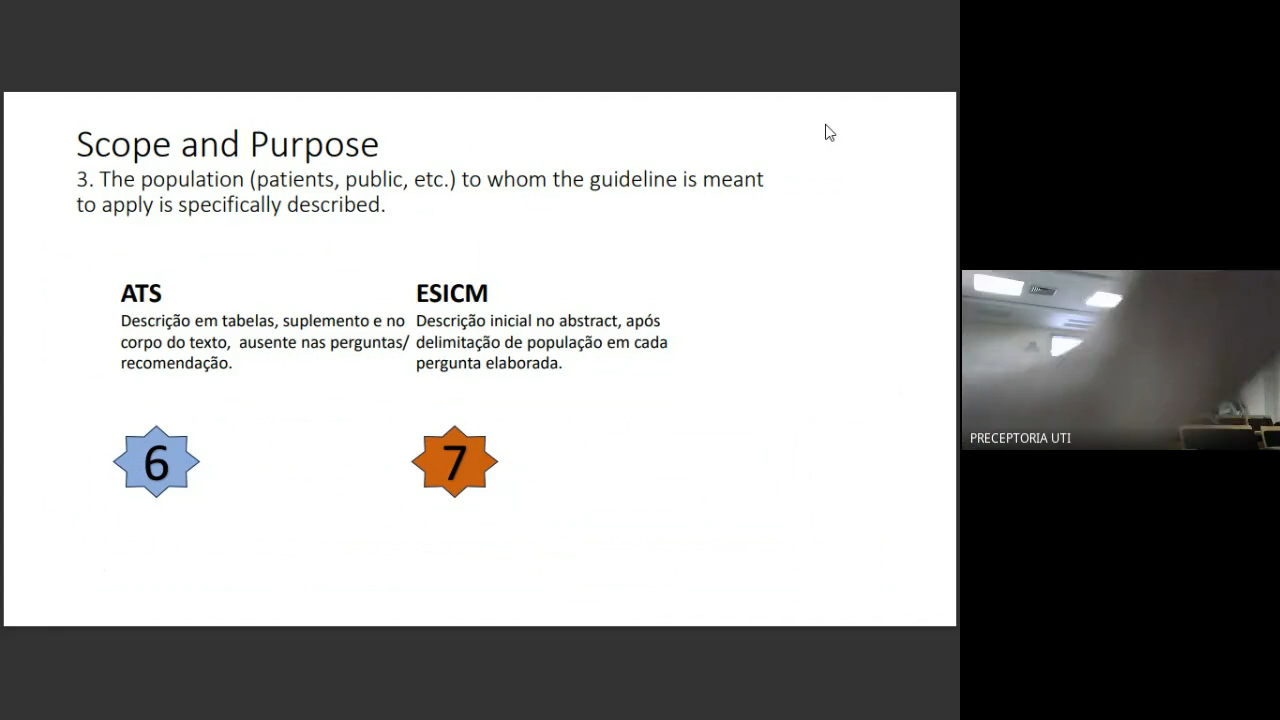 Scope and Purpose
3. The population (patients, public, etc.) to whom the guideline is meant
to apply is specifically described.
ATS
Descrição em tabelas, suplemento e no
corpo do texto, ausente nas perguntas/
recomendação.
6
ESICM
Descrição inicial no abstract, após
delimitação de população em cada
pergunta elaborada.
7
PRECEPTORIA UTI